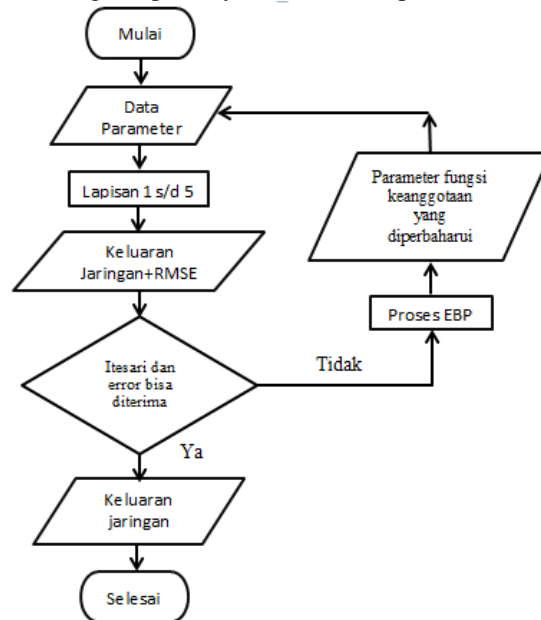 Mulai
Data
Parameter
Lapisan 1 s/d 5
Keluaran
Jaringan+RMSE
Itesari dan
error bisa
diterima
Tidak
Proses EBP
Parameter fungsi
keanggotaan
yang
diperbaharui
Ya
Keluaran
jaringan
Selesai